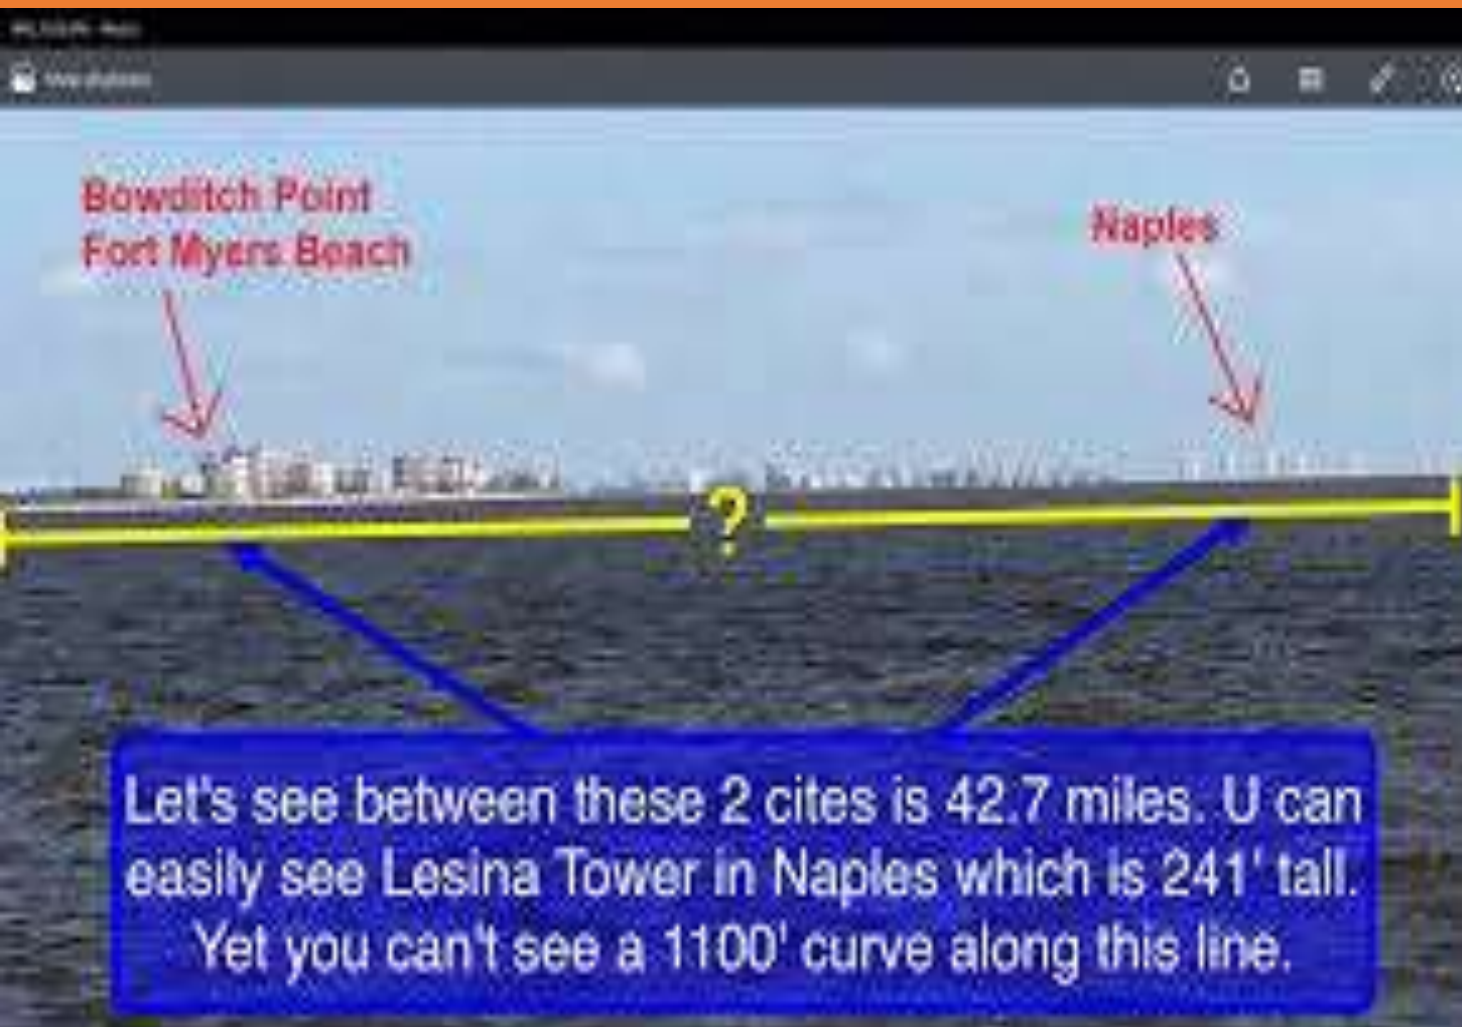 Bowditch Point
Fort Myers Beach
Naples
?
Let's see between these 2 cites is 42.7 miles. U can
easily see Lesina Tower in Naples which is 241' tall.
Yet you can't see a 1100' curve along this line.